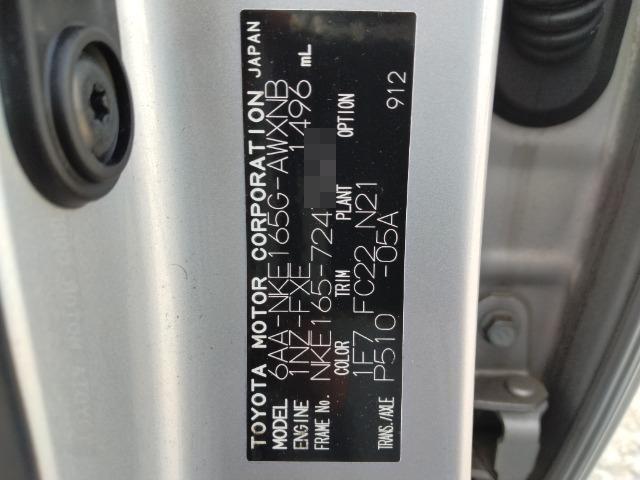 TOYOTA MOTOR CORPORATION JAPAN
MODEL 6AA-NKE165G-AWXNB
ENGINE 1NZ-FXE 1496 mL
FRAME No. NKE165-724
COLOR TRIM PLANT OPTION
1E7 FC22 N21 912
TRANS./AXLE P510 -05A